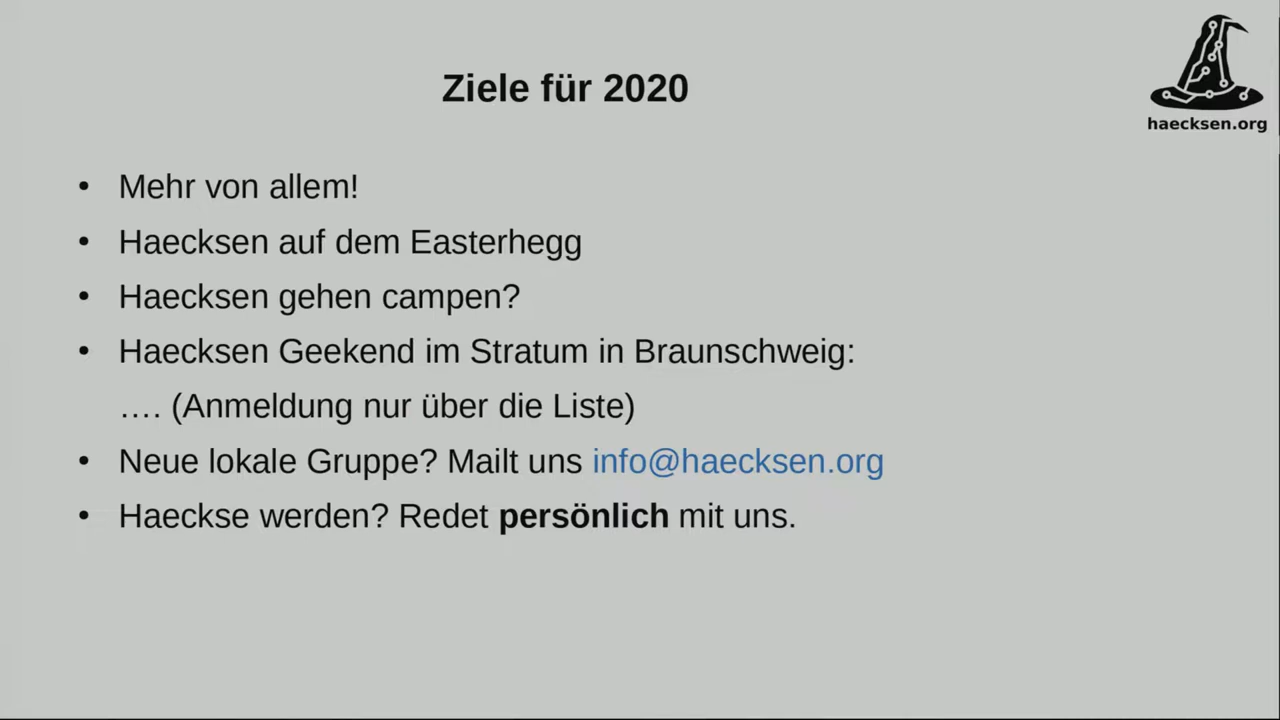 Ziele für 2020
haecksen.org
• Mehr von allem!
• Haecksen auf dem Easterhegg
• Haecksen gehen campen?
• Haecksen Geekend im Stratum in Braunschweig:
…. (Anmeldung nur über die Liste)
• Neue lokale Gruppe? Mailt uns info@haecksen.org
• Haeckse werden? Redet persönlich mit uns.